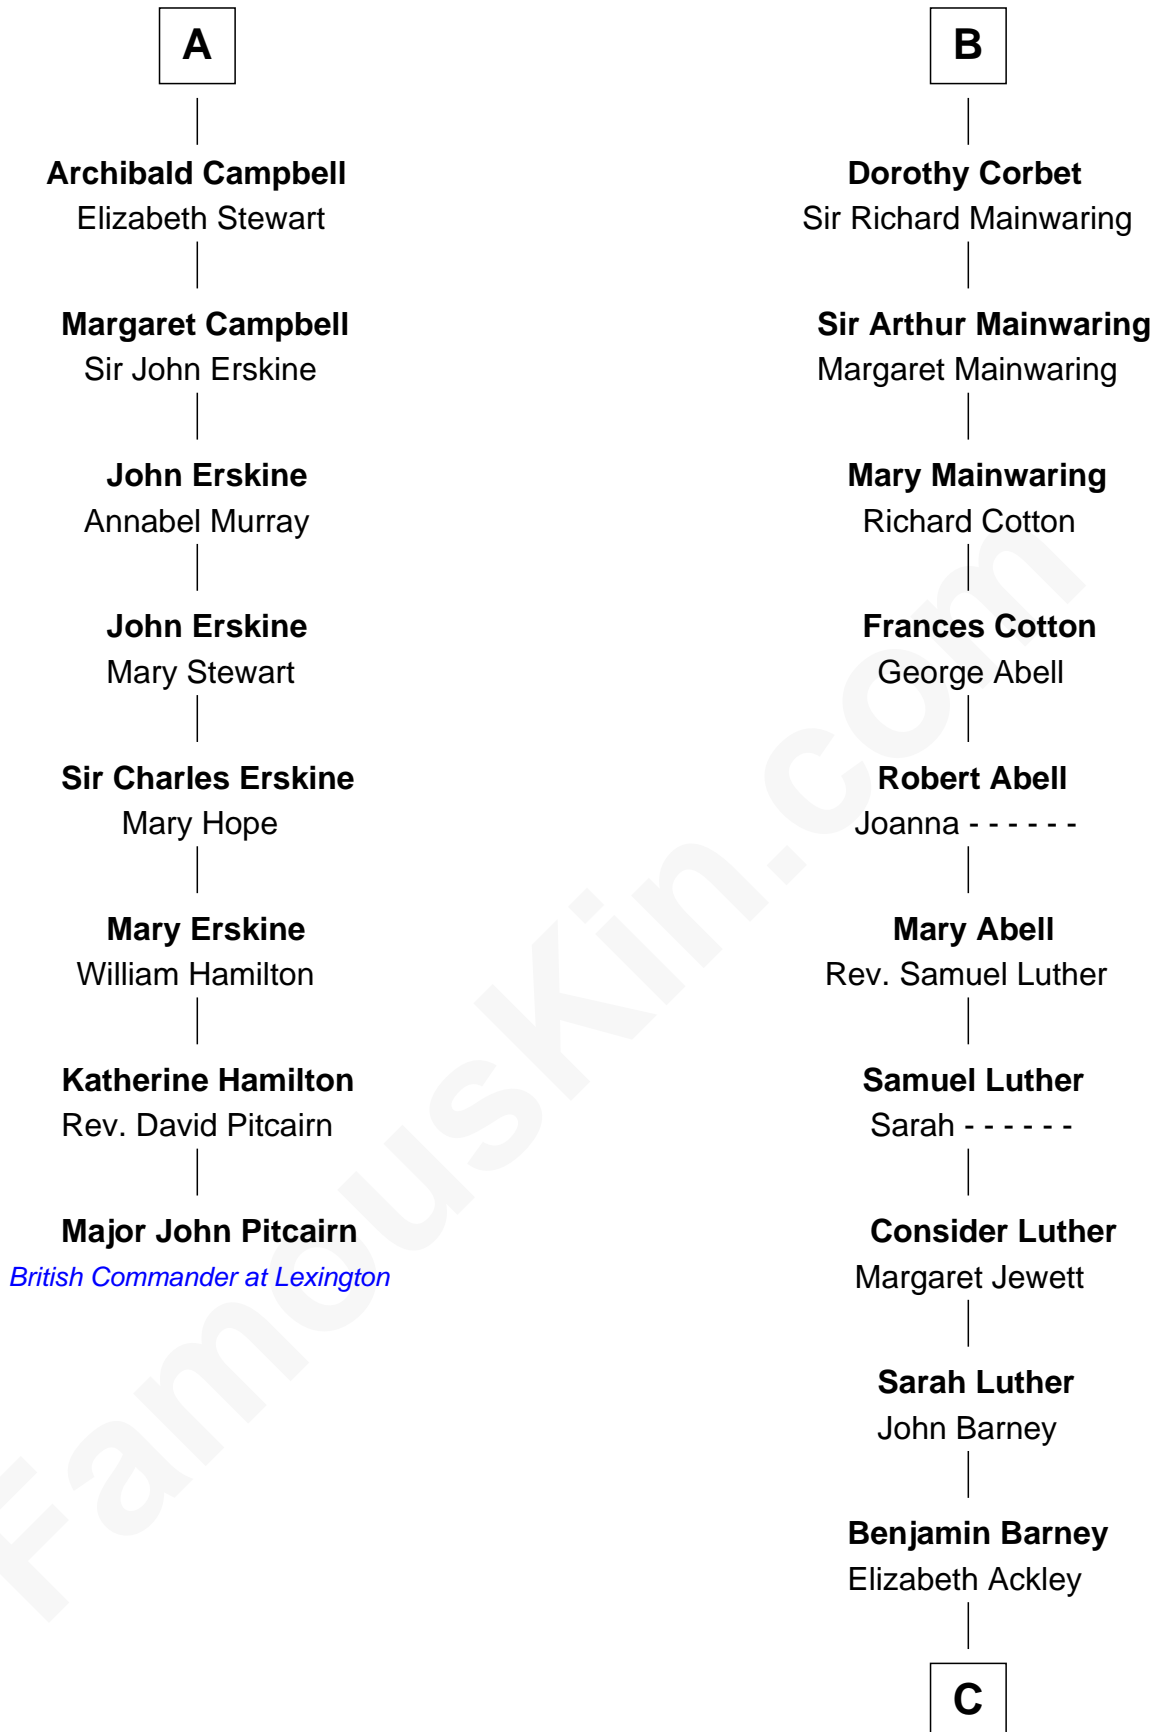 A
Archibald Campbell
Elizabeth Stewart
Margaret Campbell
Sir John Erskine
John Erskine
Annabel Murray
John Erskine
Mary Stewart
Sir Charles Erskine
Mary Hope
Mary Erskine
William Hamilton
Katherine Hamilton
Rev. David Pitcairn
Major John Pitcairn
British Commander at Lexington
B
Dorothy Corbet
Sir Richard Mainwaring
Sir Arthur Mainwaring
Margaret Mainwaring
Mary Mainwaring
Richard Cotton
Frances Cotton
George Abell
Robert Abell
Joanna - - - - - -
Mary Abell
Rev. Samuel Luther
Samuel Luther
Sarah - - - - - -
Consider Luther
Margaret Jewett
Sarah Luther
John Barney
Benjamin Barney
Elizabeth Ackley
C
FamousKin.com